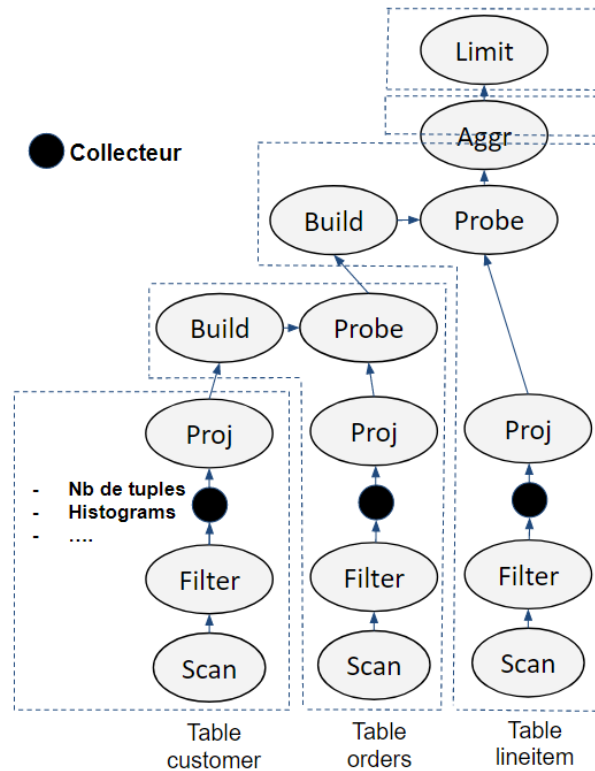 Limit
Aggr
Collecteur
Build
Probe
Build
Probe
Proj
Proj
Proj
- Nb de tuples
- Histograms
- ....
Filter
Filter
Filter
Scan
Scan
Scan
Table
customer
Table
orders
Table
lineitem